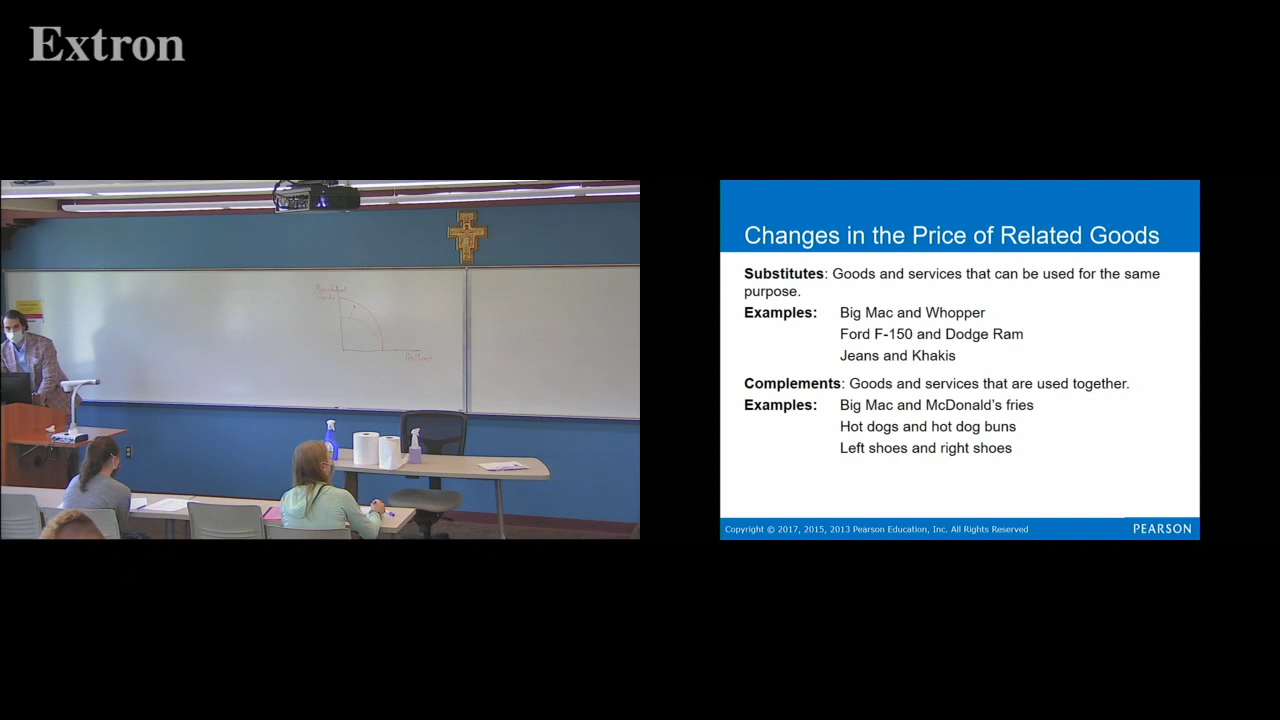 Extron
Changes in the Price of Related Goods
Substitutes: Goods and services that can be used for the same
purpose.
Examples: Big Mac and Whopper
Ford F-150 and Dodge Ram
Jeans and Khakis
Complements: Goods and services that are used together.
Examples: Big Mac and McDonald's fries
Hot dogs and hot dog buns
Left shoes and right shoes
Copyright © 2017, 2015, 2013 Pearson Education, Inc. All Rights Reserved
PEARSON